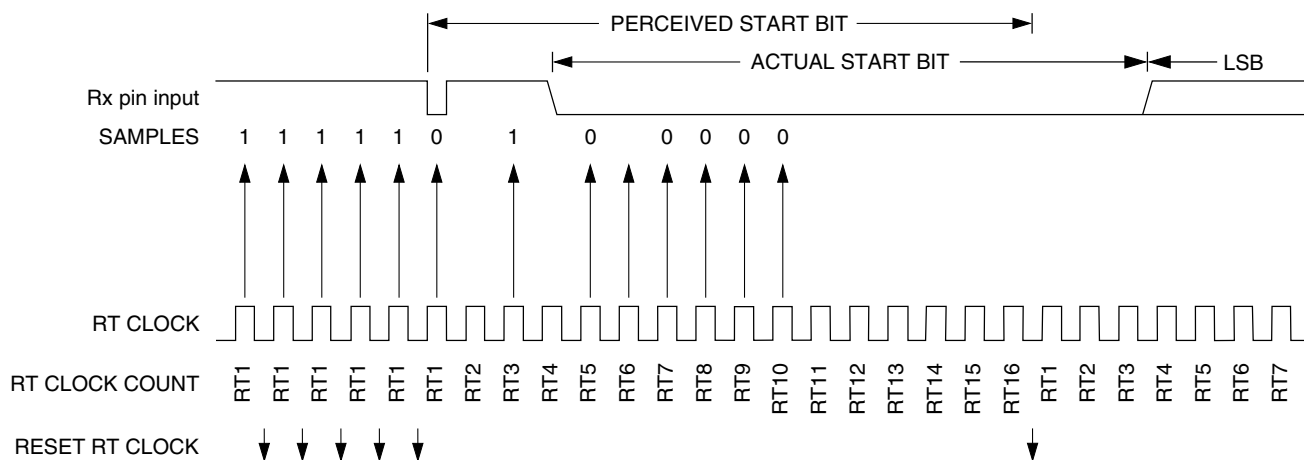 PERCEIVED START BIT
ACTUAL START BIT
LSB
Rx pin input
SAMPLES 1 1 1 1 1 0 1 0 0 0 0 0
RT CLOCK
RT CLOCK COUNT RT1 RT1 RT1 RT1 RT1 RT1 RT2 RT3 RT4 RT5 RT6 RT7 RT8 RT9 RT10 RT11 RT12 RT13 RT14 RT15 RT16 RT1 RT2 RT3 RT4 RT5 RT6 RT7
RESET RT CLOCK